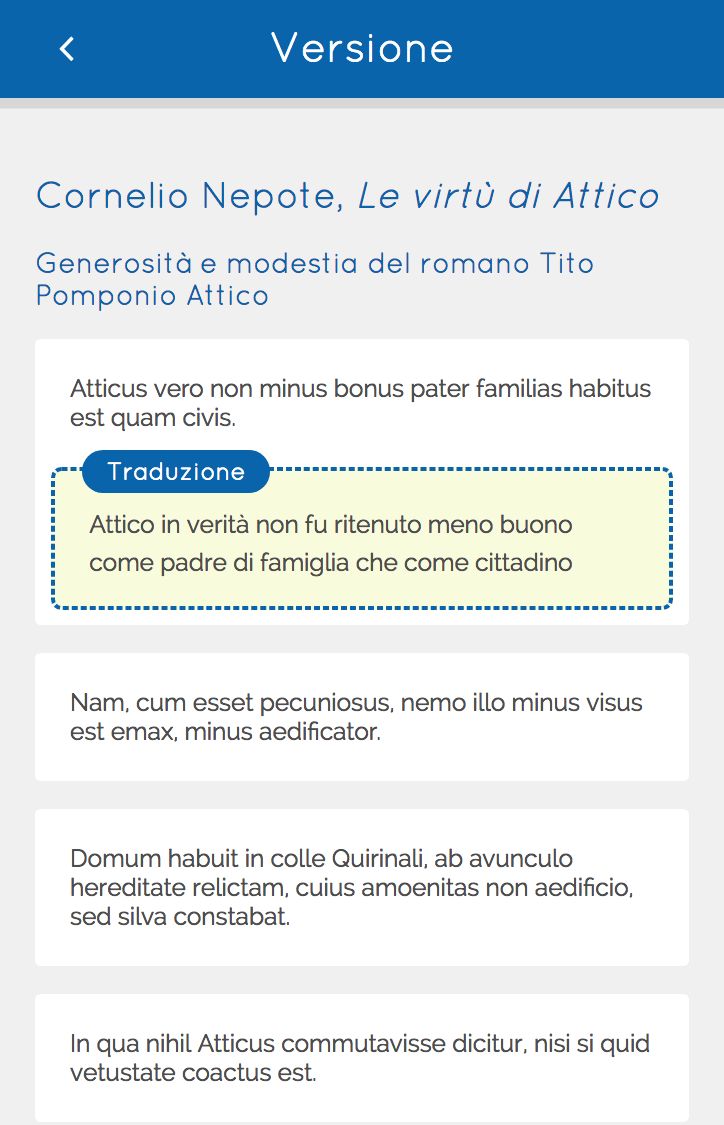 Versione
Cornelio Nepote, Le virtù di Attico
Generosità e modestia del romano Tito
Pomponio Attico
Atticus vero non minus bonus pater familias habitus
est quam civis.
Traduzione
Attico in verità non fu ritenuto meno buono
come padre di famiglia che come cittadino
Nam, cum esset pecuniosus, nemo illo minus visus
est emax, minus aedificator.
Domum habuit in colle Quirinali, ab avunculo
hereditate relictam, cuius amoenitas non aedificio,
sed silva constabat.
In qua nihil Atticus commutavisse dicitur, nisi si quid
vetustate coactus est.